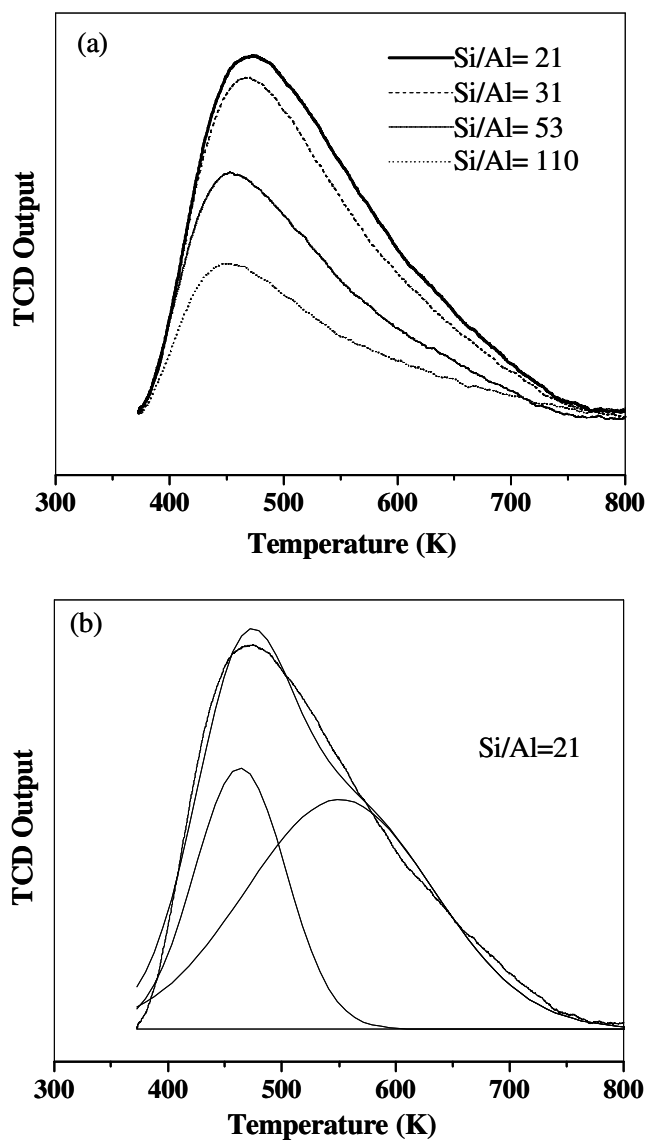 (a)
Si/Al= 21
Si/Al= 31
Si/Al= 53
Si/Al= 110
TCD Output
300 400 500 600 700 800
Temperature (K)
(b)
Si/Al=21
TCD Output
300 400 500 600 700 800
Temperature (K)